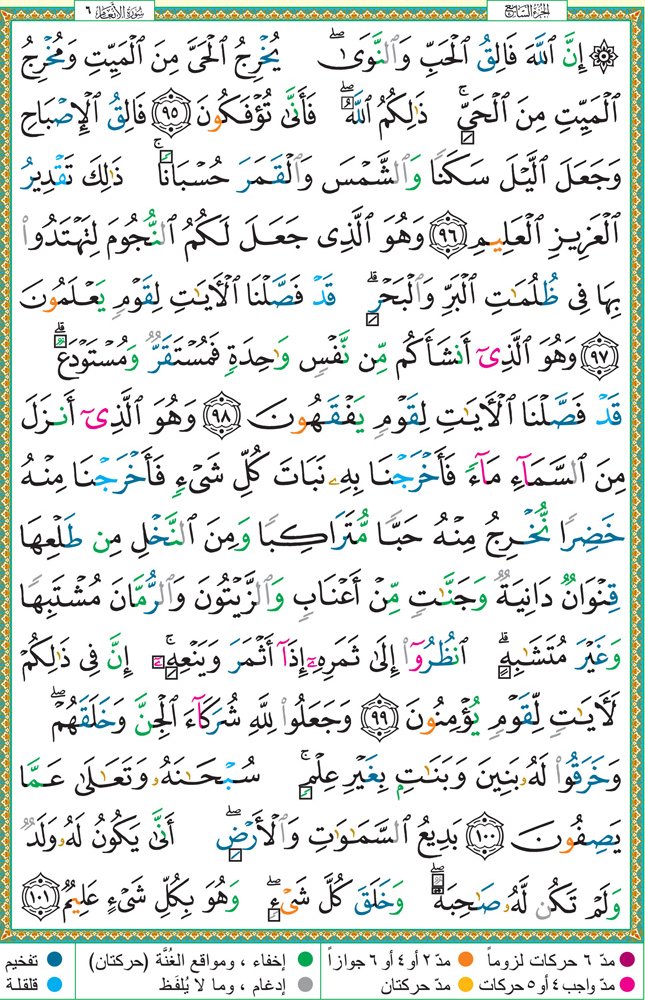 الجزء السابع سورة الأنعام ٦
۞ إِنَّ ٱللَّهَ فَالِقُ ٱلْحَبِّ وَٱلنَّوَىٰۖ يُخْرِجُ ٱلْحَىَّ مِنَ ٱلْمَيِّتِ وَمُخْرِجُ
ٱلْمَيِّتِ مِنَ ٱلْحَىِّۚ ذَٰلِكُمُ ٱللَّهُۖ فَأَنَّىٰ تُؤْفَكُونَ ٩٥ فَالِقُ ٱلْإِصْبَاحِ
وَجَعَلَ ٱلَّيْلَ سَكَنًا وَٱلشَّمْسَ وَٱلْقَمَرَ حُسْبَانًاۚ ذَٰلِكَ تَقْدِيرُ
ٱلْعَزِيزِ ٱلْعَلِيمِ ٩٦ وَهُوَ ٱلَّذِى جَعَلَ لَكُمُ ٱلنُّجُومَ لِتَهْتَدُوا۟
بِهَا فِى ظُلُمَٰتِ ٱلْبَرِّ وَٱلْبَحْرِۗ قَدْ فَصَّلْنَا ٱلْءَايَٰتِ لِقَوْمٍ يَعْلَمُونَ
٩٧ وَهُوَ ٱلَّذِىٓ أَنشَأَكُم مِّن نَّفْسٍ وَٰحِدَةٍ فَمُسْتَقَرٌّ وَمُسْتَوْدَعٌۗ
قَدْ فَصَّلْنَا ٱلْءَايَٰتِ لِقَوْمٍ يَفْقَهُونَ ٩٨ وَهُوَ ٱلَّذِىٓ أَنزَلَ
مِنَ ٱلسَّمَآءِ مَآءً فَأَخْرَجْنَا بِهِۦ نَبَاتَ كُلِّ شَىْءٍ فَأَخْرَجْنَا مِنْهُ
خَضِرًا نُّخْرِجُ مِنْهُ حَبًّا مُّتَرَاكِبًا وَمِنَ ٱلنَّخْلِ مِن طَلْعِهَا
قِنْوَانٌ دَانِيَةٌ وَجَنَّٰتٍ مِّنْ أَعْنَابٍ وَٱلزَّيْتُونَ وَٱلرُّمَّانَ مُشْتَبِهًا
وَغَيْرَ مُتَشَٰبِهٍۗ ٱنظُرُوٓا۟ إِلَىٰ ثَمَرِهِۦٓ إِذَآ أَثْمَرَ وَيَنْعِهِۦٓۚ إِنَّ فِى ذَٰلِكُمْ
لَءَايَٰتٍ لِّقَوْمٍ يُؤْمِنُونَ ٩٩ وَجَعَلُوا۟ لِلَّهِ شُرَكَآءَ ٱلْجِنَّ وَخَلَقَهُمْۖ
وَخَرَقُوا۟ لَهُۥ بَنِينَ وَبَنَٰتٍۭ بِغَيْرِ عِلْمٍۚ سُبْحَٰنَهُۥ وَتَعَٰلَىٰ عَمَّا
يَصِفُونَ ١٠٠ بَدِيعُ ٱلسَّمَٰوَٰتِ وَٱلْأَرْضِۖ أَنَّىٰ يَكُونُ لَهُۥ وَلَدٌ
وَلَمْ تَكُن لَّهُۥ صَٰحِبَةٌۖ وَخَلَقَ كُلَّ شَىْءٍۖ وَهُوَ بِكُلِّ شَىْءٍ عَلِيمٌ ١٠١
مدّ ٦ حركات لزوماً مدّ ٢ أو ٤ أو ٦ جوازاً إخفاء ، ومواقع الغُنَّة (حركتان) تفخيم
مدّ واجب ٤ أو ٥ حركات مدّ حركتان إدغام ، وما لا يُلفَظ قلقلة